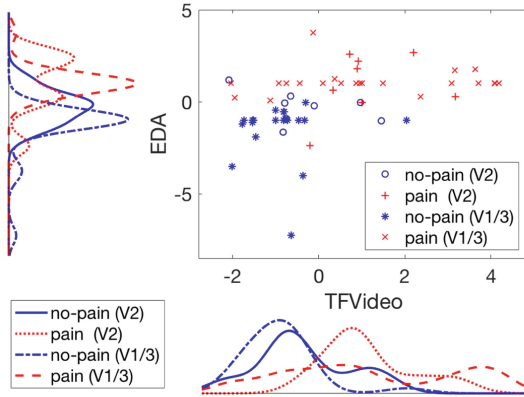 5
0
-5
EDA
-2 0 2 4
TFVideo
no-pain (V2)
pain (V2)
no-pain (V1/3)
pain (V1/3)
no-pain (V2)
pain (V2)
no-pain (V1/3)
pain (V1/3)